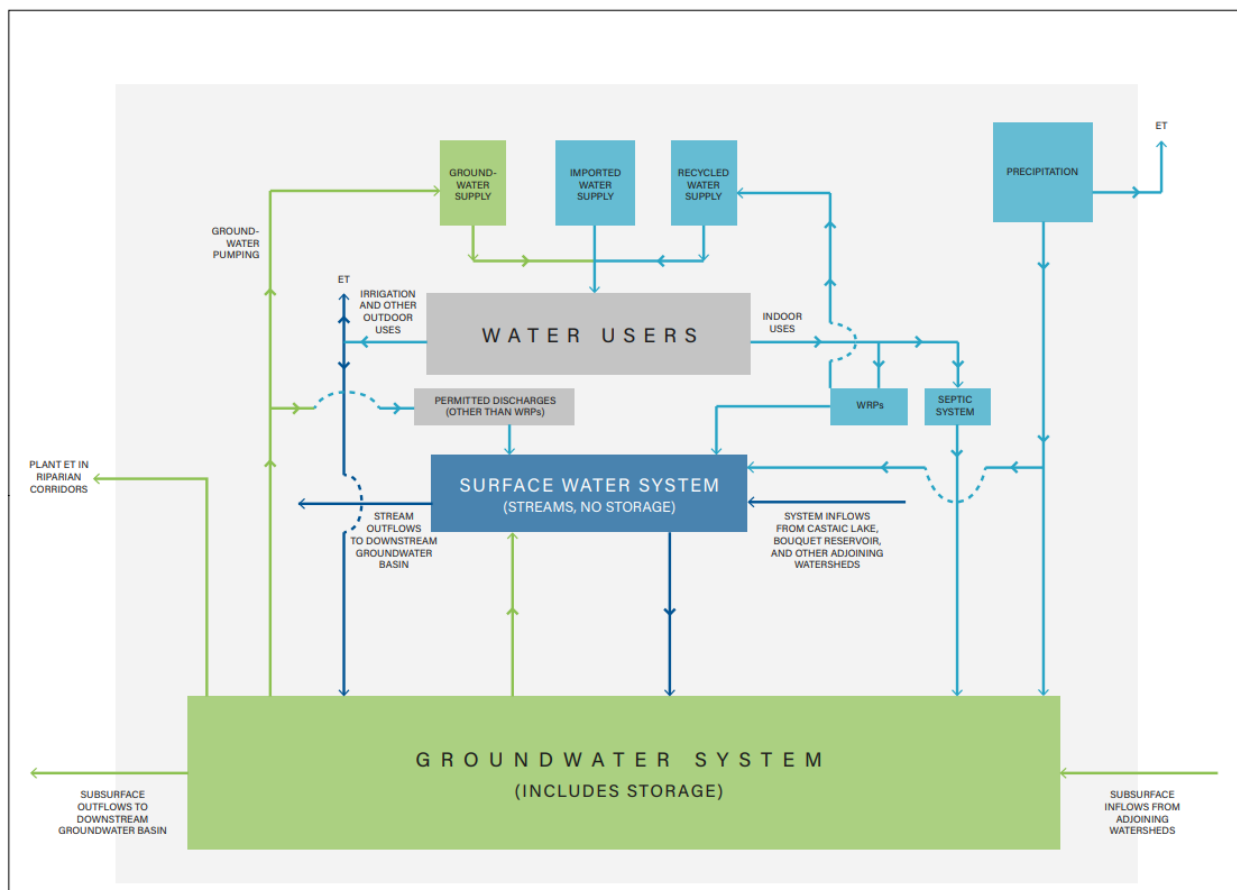 ET
GROUND-
WATER
SUPPLY
IMPORTED
WATER
SUPPLY
RECYCLED
WATER
SUPPLY
PRECIPITATION
GROUND-
WATER
PUMPING
ET
IRRIGATION
AND OTHER
OUTDOOR
USES
WATER USERS
INDOOR
USES
PERMITTED DISCHARGES
(OTHER THAN WRPs)
WRPs
SEPTIC
SYSTEM
PLANT ET IN
RIPARIAN
CORRIDORS
SURFACE WATER SYSTEM
(STREAMS, NO STORAGE)
STREAM
OUTFLOWS
TO DOWNSTREAM
GROUNDWATER
BASIN
SYSTEM INFLOWS
FROM CASTAIC LAKE,
BOUQUET RESERVOIR,
AND OTHER ADJOINING
WATERSHEDS
GROUNDWATER SYSTEM
(INCLUDES STORAGE)
SUBSURFACE
OUTFLOWS TO
DOWNSTREAM
GROUNDWATER BASIN
SUBSURFACE
INFLOWS FROM
ADJOINING
WATERSHEDS